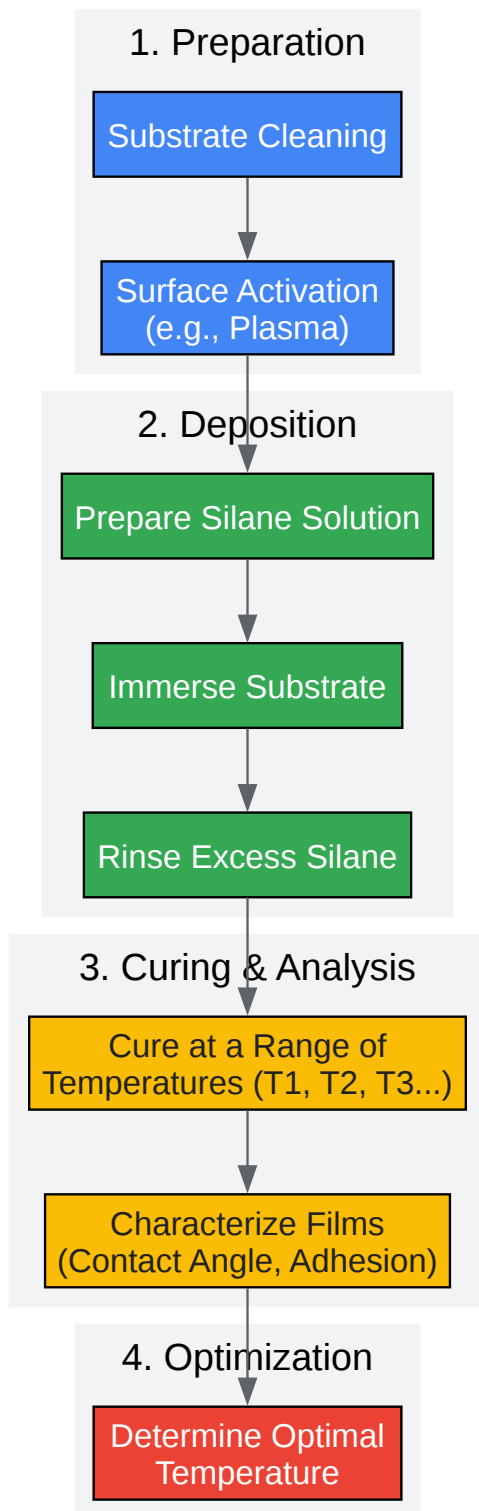 1. Preparation
Substrate Cleaning
Surface Activation
(e.g., Plasma)
2. Deposition
Prepare Silane Solution
Immerse Substrate
Rinse Excess Silane
3. Curing & Analysis
Cure at a Range of
Temperatures (T1, T2, T3...)
Characterize Films
(Contact Angle, Adhesion)
4. Optimization
Determine Optimal
Temperature